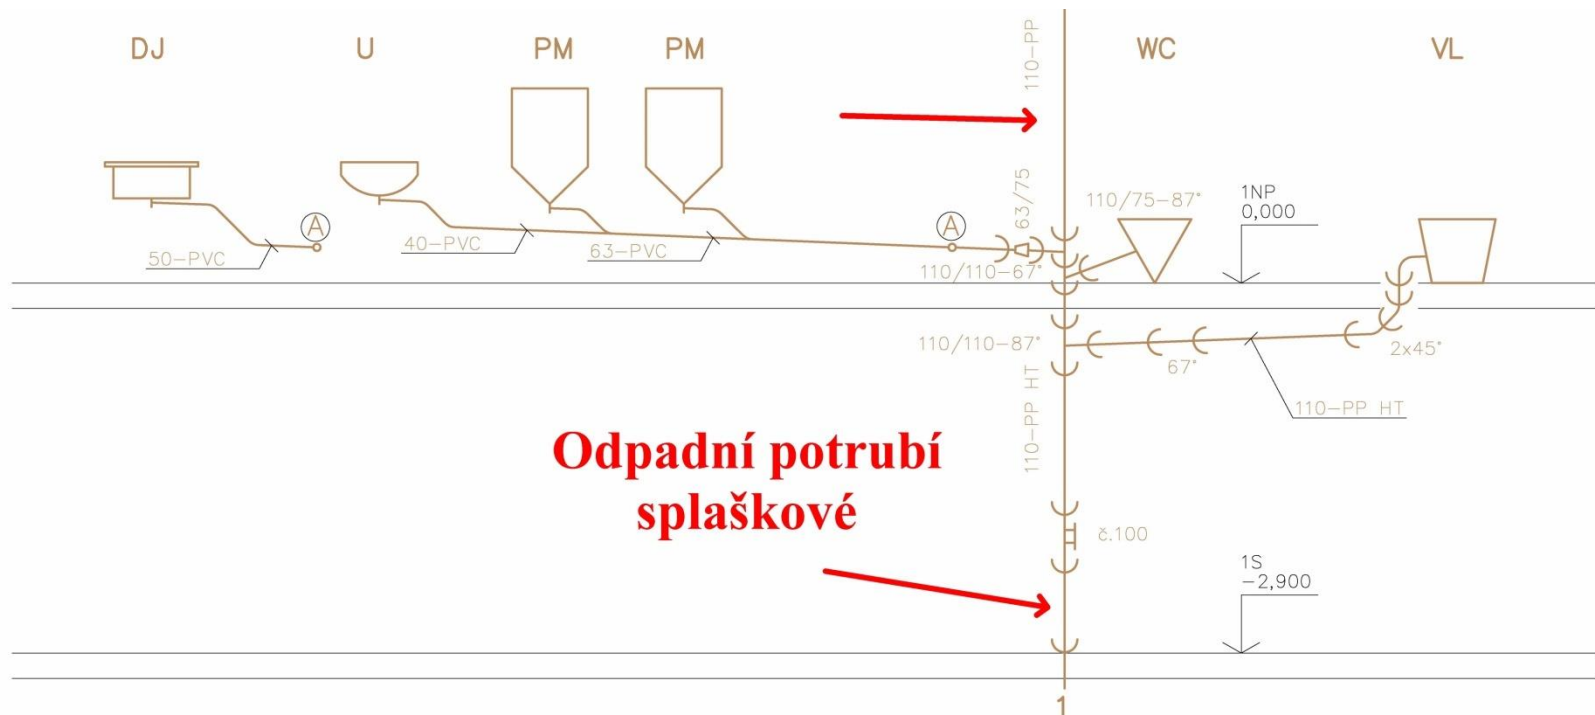 DJ
U
PM
PM
110-PP
WC
VL
50-PVC
A
40-PVC
63-PVC
A
63/75
110/75-87°
110/110-67°
1NP
0,000
110/110-87°
67°
2x45°
110-PP HT
110-PP HT
Odpadní potrubí
splaškové
č.100
1S
-2,900
1